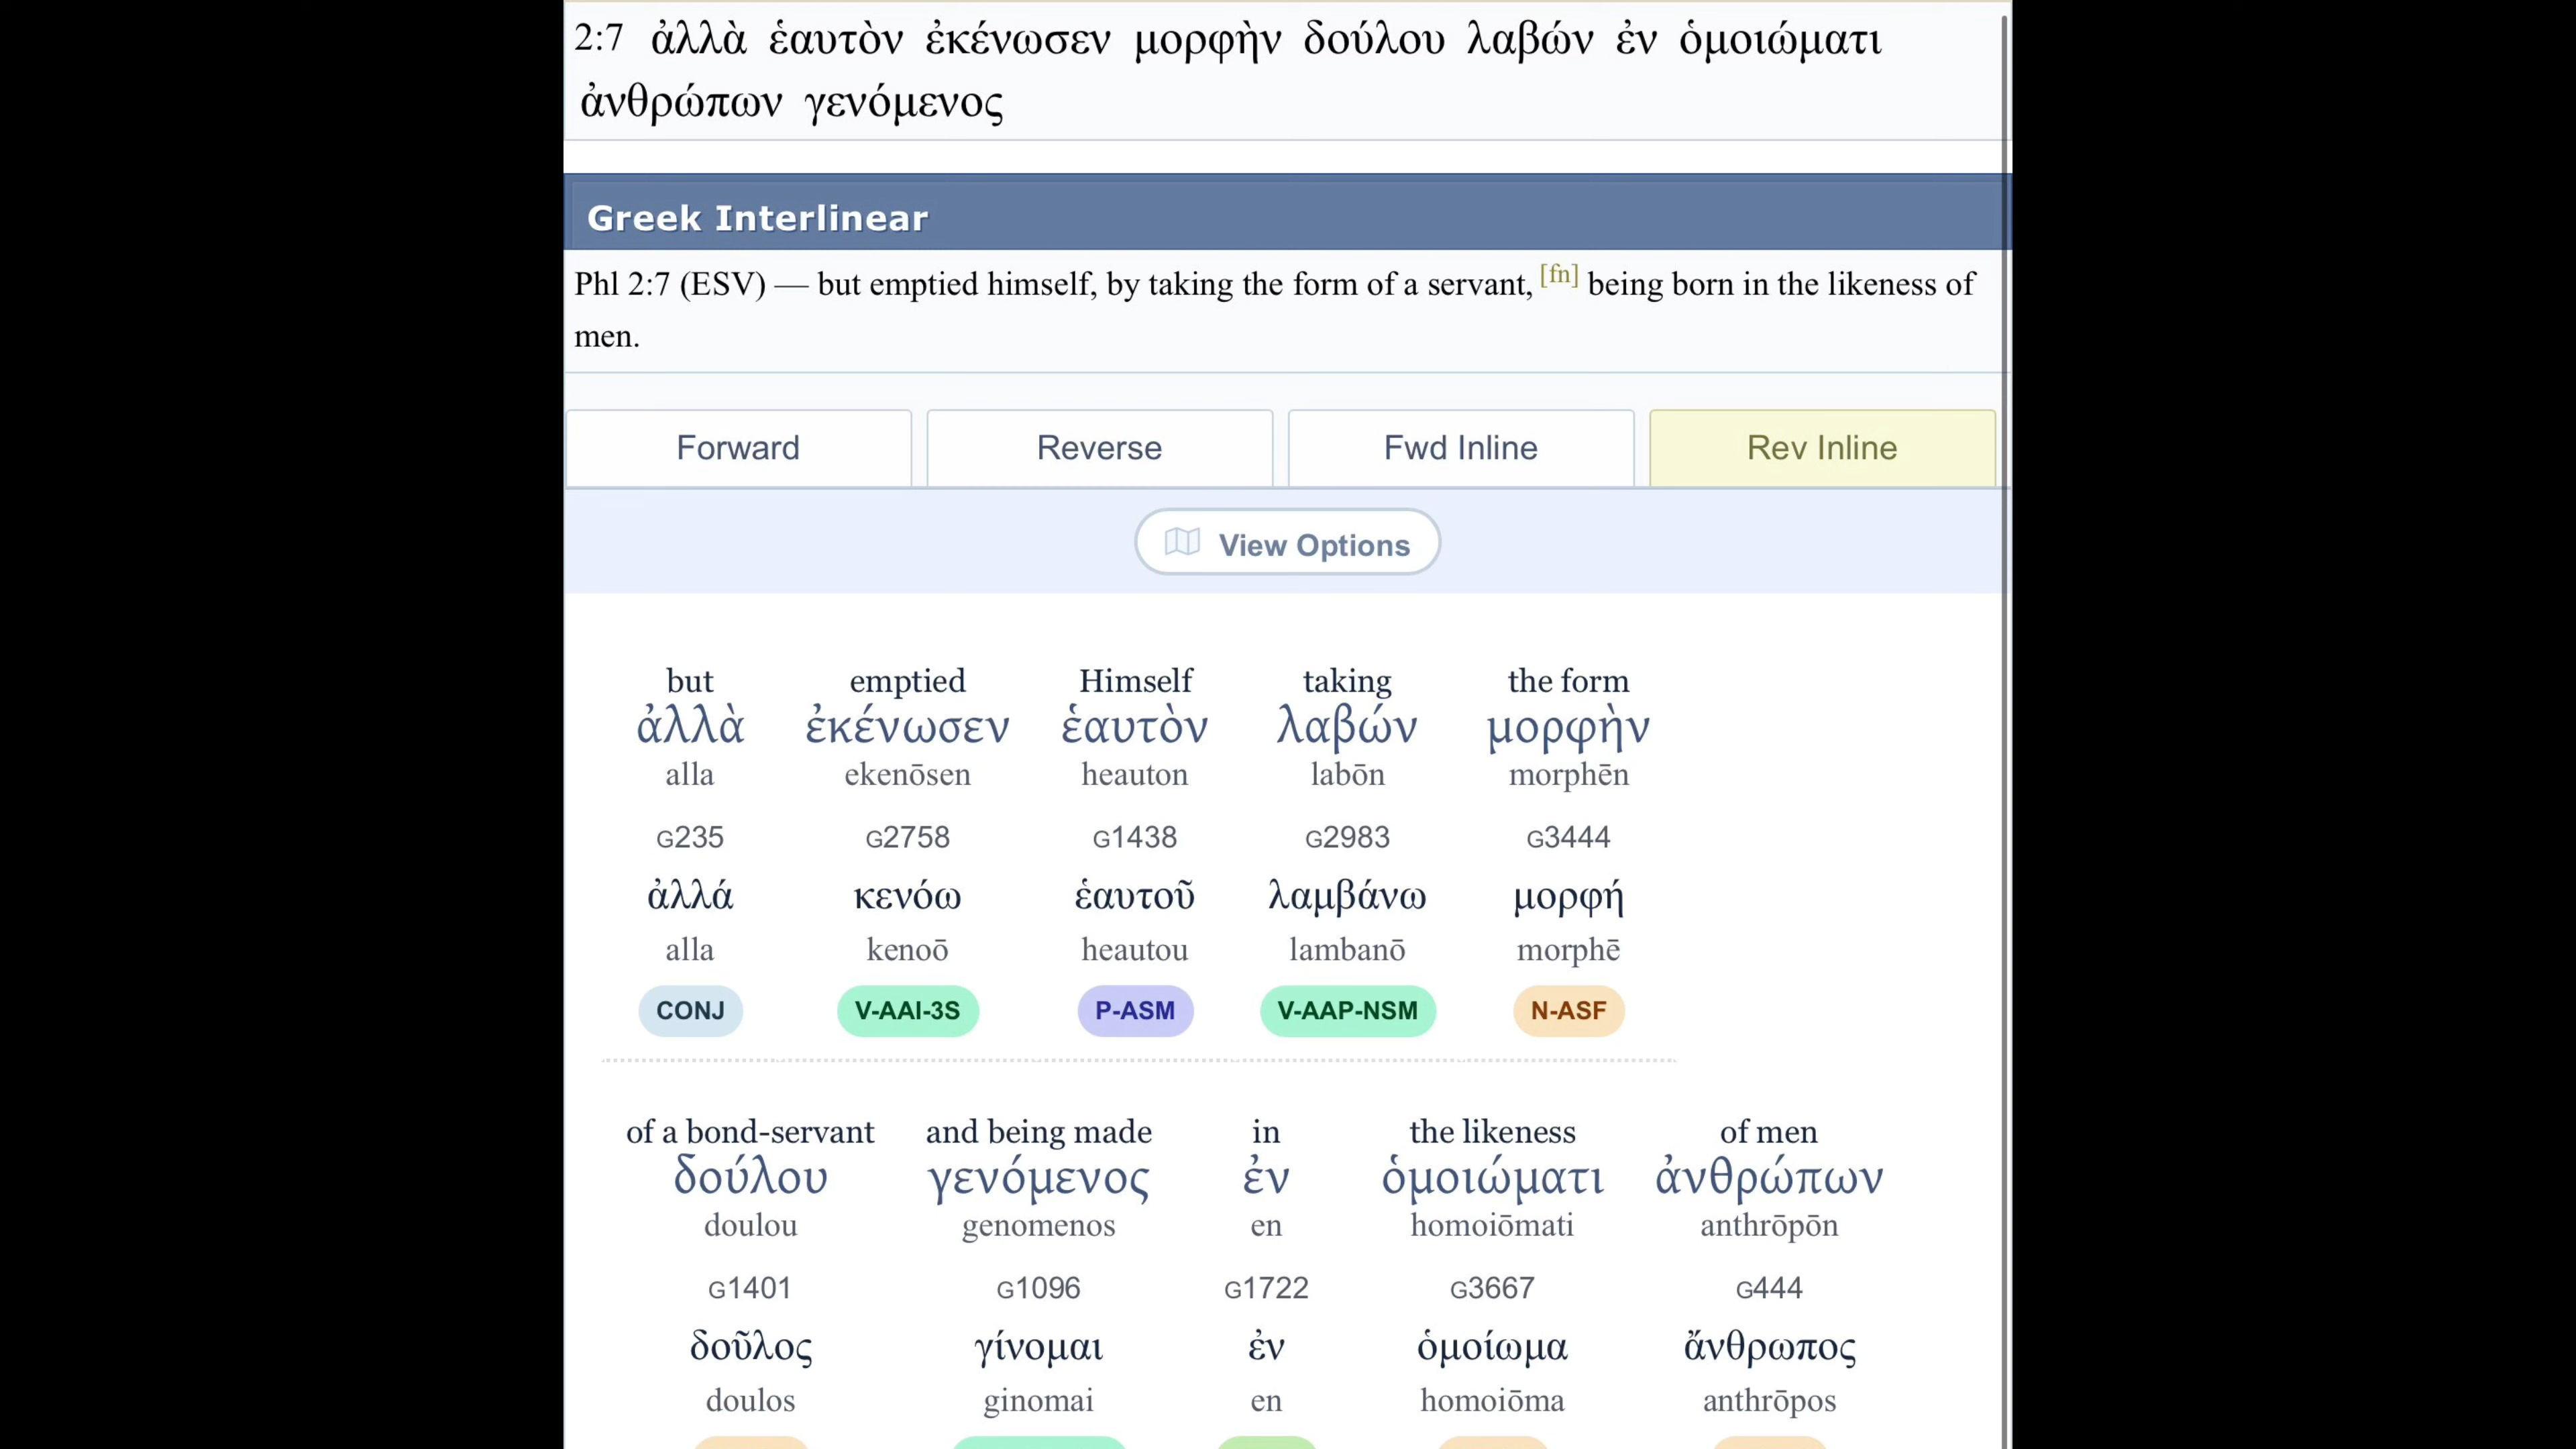 2:7 ἀλλὰ ἑαυτὸν ἐκένωσεν μορφὴν δούλου λαβών ἐν ὁμοιώματι
ἀνθρώπων γενόμενος
Greek Interlinear
Phl 2:7 (ESV) — but emptied himself, by taking the form of a servant, [fn] being born in the likeness of
men.
Forward Reverse Fwd Inline Rev Inline
View Options
but emptied Himself taking the form
ἀλλὰ ἐκένωσεν ἑαυτὸν λαβών μορφὴν
alla ekenōsen heauton labōn morphēn
G235 G2758 G1438 G2983 G3444
ἀλλά κενόω ἑαυτοῦ λαμβάνω μορφή
alla kenoō heautou lambanō morphē
CONJ V-AAI-3S P-ASM V-AAP-NSM N-ASF
of a bond-servant and being made in the likeness of men
δούλου γενόμενος ἐν ὁμοιώματι ἀνθρώπων
doulou genomenos en homoiōmati anthrōpōn
G1401 G1096 G1722 G3667 G444
δοῦλος γίνομαι ἐν ὁμοίωμα ἄνθρωπος
doulos ginomai en homoiōma anthrōpos